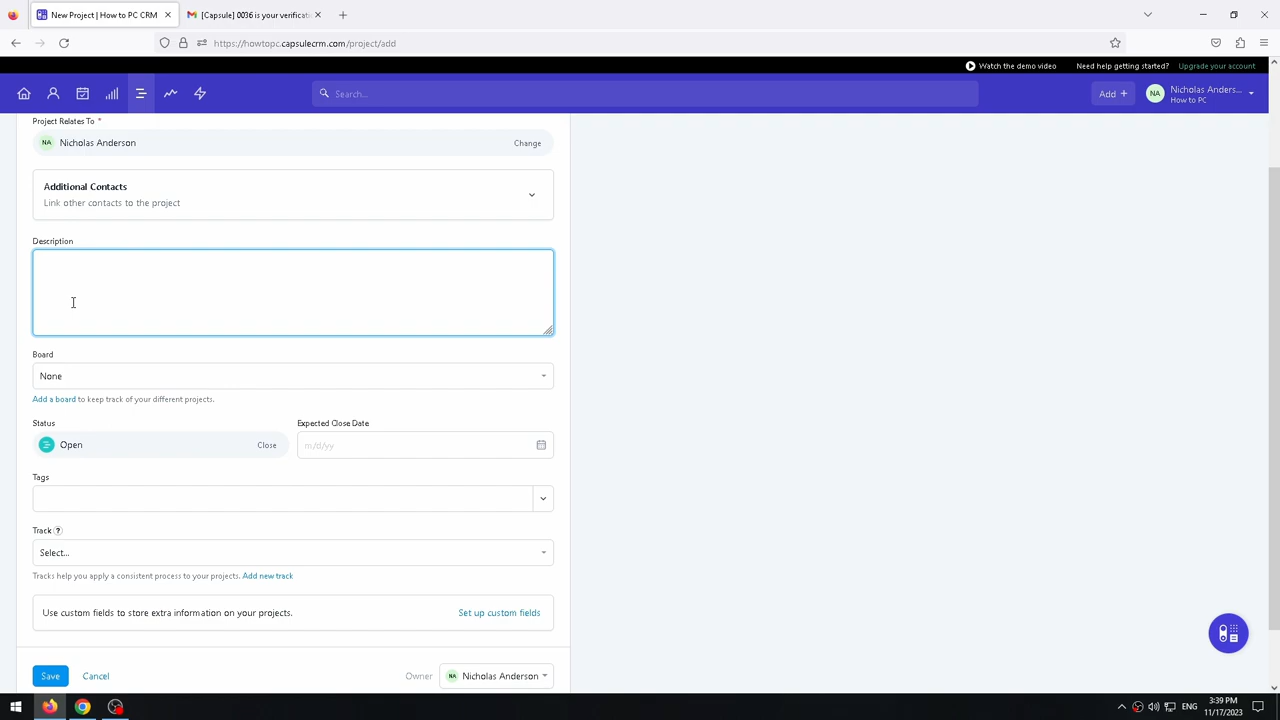 New Project | How to PC CRM
[Capsule] 0036 is your verificat
https://howtopc.capsulecrm.com/project/add
Watch the demo video
Need help getting started?
Upgrade your account
Search...
Add +
NA
Nicholas Anders...
How to PC
Project Relates To *
NA
Nicholas Anderson
Change
Additional Contacts
Link other contacts to the project
Description
Board
None
Add a board to keep track of your different projects.
Status
Expected Close Date
Open
Close
m/d/yy
Tags
Track ?
Select...
Tracks help you apply a consistent process to your projects. Add new track
Use custom fields to store extra information on your projects.
Set up custom fields
Save
Cancel
Owner
NA
Nicholas Anderson
ENG
3:39 PM
11/17/2023